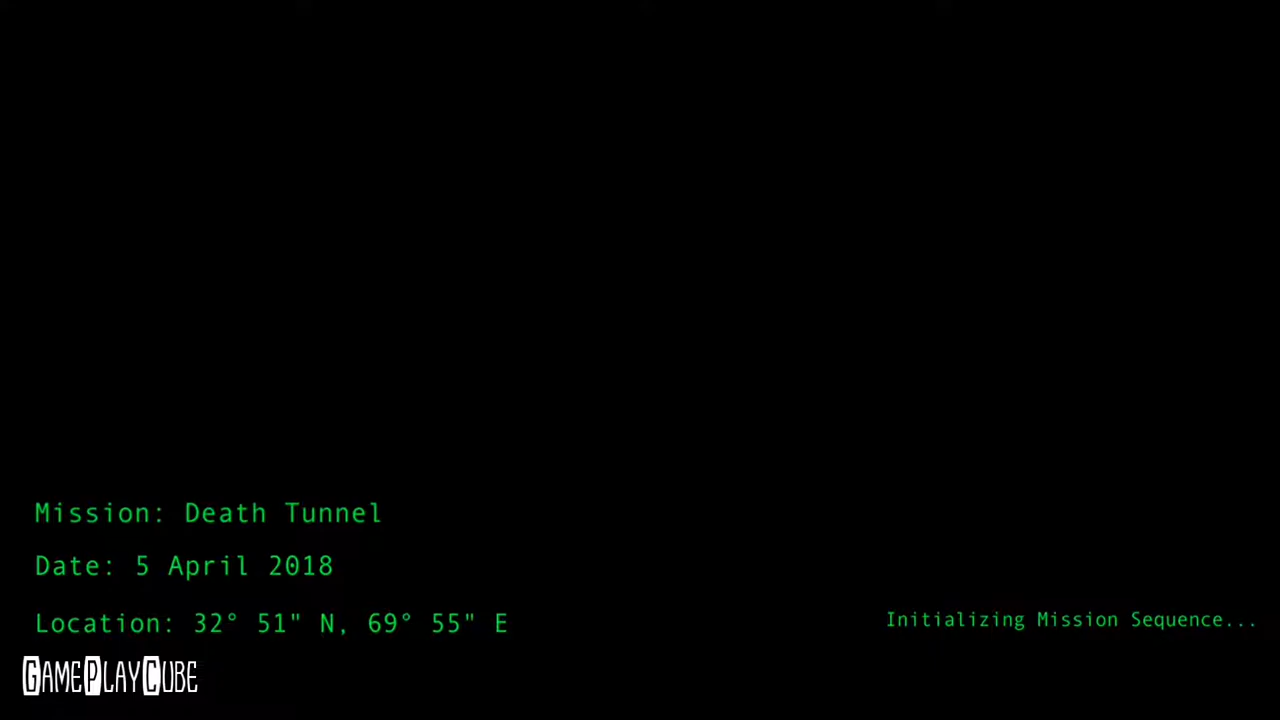 Mission: Death Tunnel
Date: 5 April 2018
Location: 32° 51" N, 69° 55" E
Initializing Mission Sequence...
GAMEPLAYCUBE